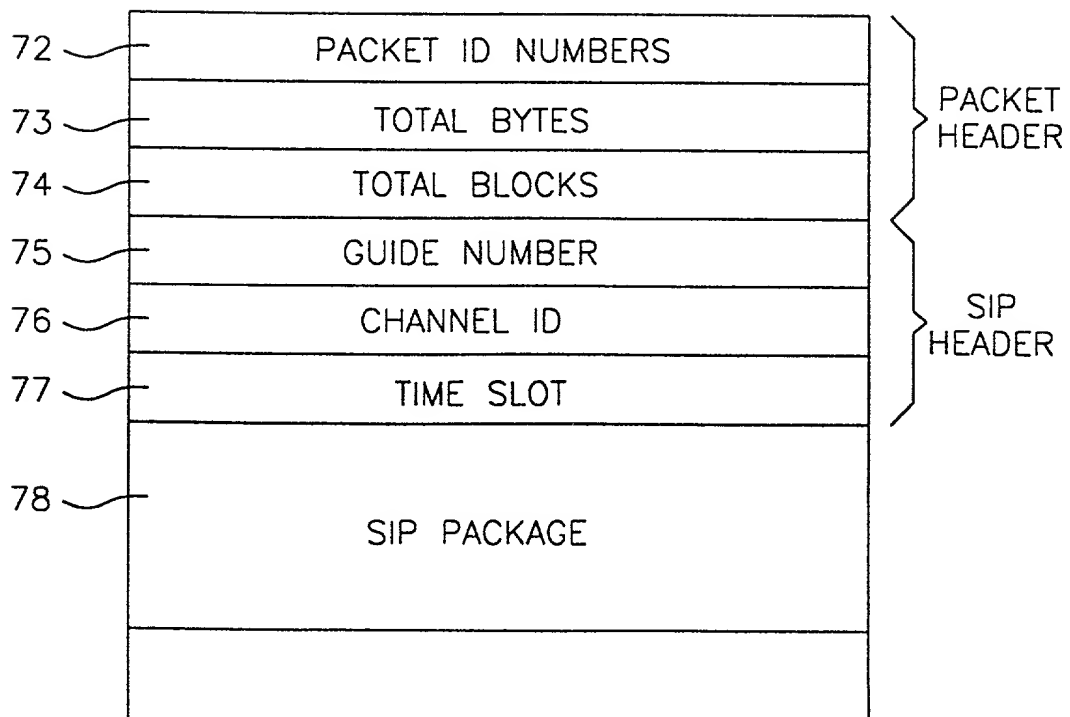 72 PACKET ID NUMBERS
73 TOTAL BYTES
74 TOTAL BLOCKS
PACKET
HEADER
75 GUIDE NUMBER
76 CHANNEL ID
77 TIME SLOT
SIP
HEADER
78 SIP PACKAGE